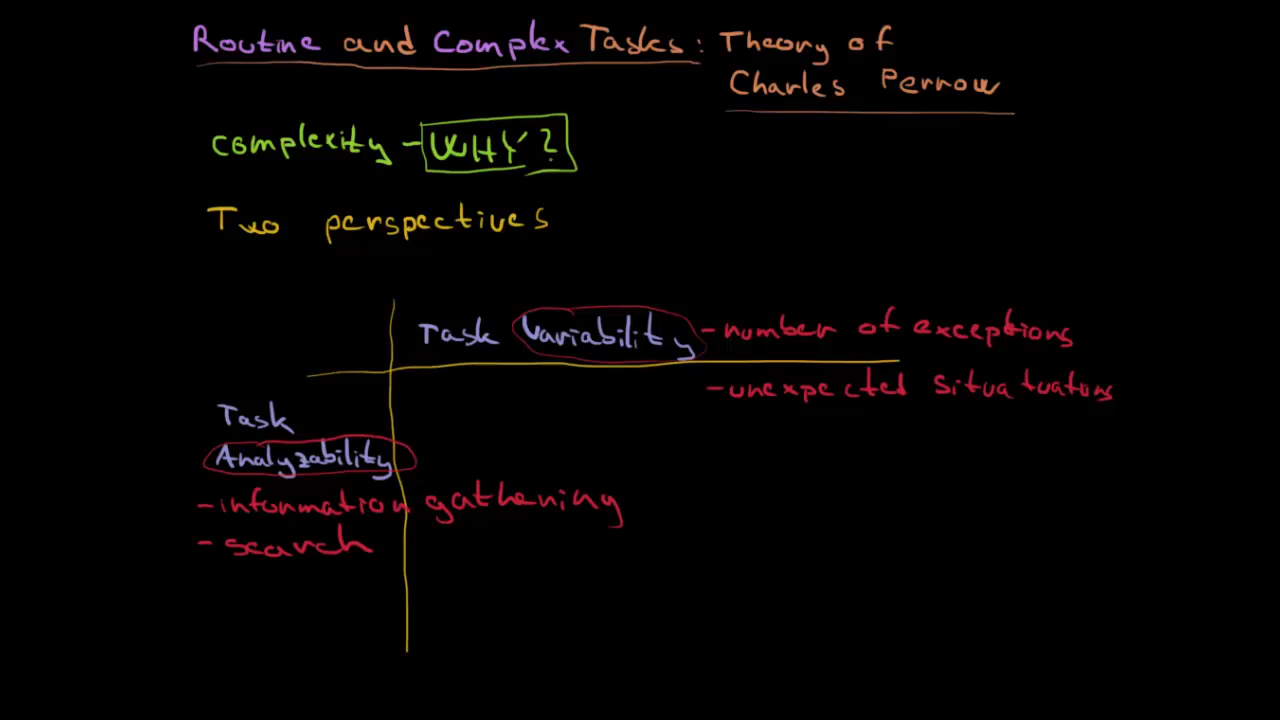 Routine and Complex Tasks: Theory of
Charles Perrow
complexity - WHY?
Two perspectives
Task Variability - number of exceptions
- unexpected situatuations
Task
Analyzability
- information gathering
- search